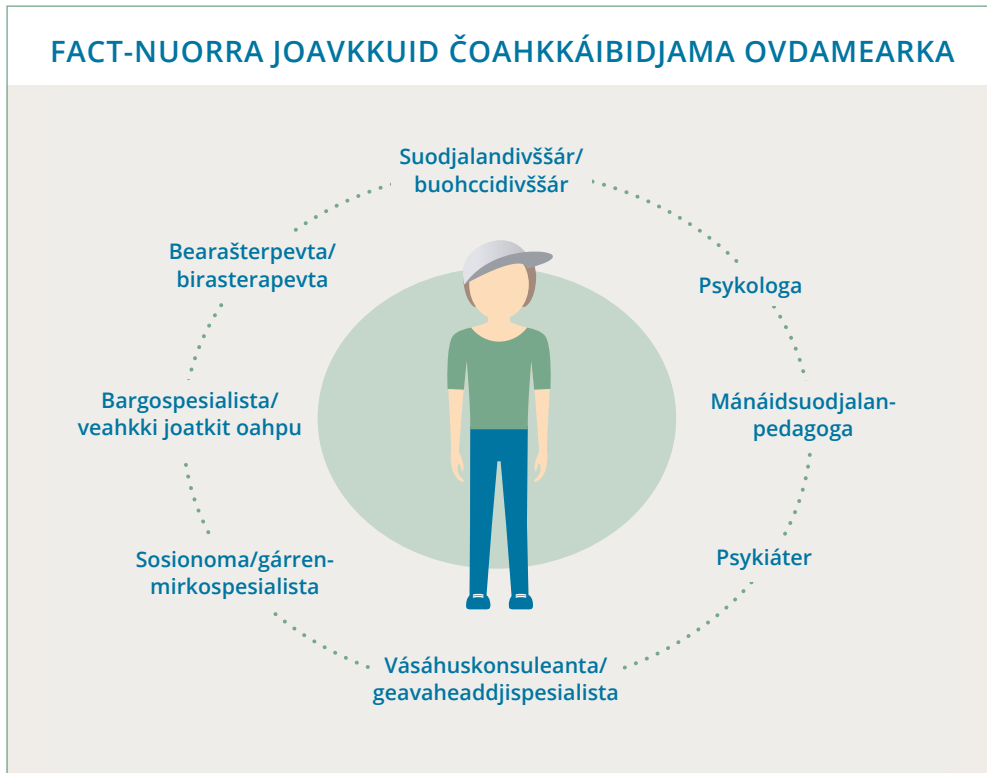 FACT-NUORRA JOAVKKUID ČOAHKKÁIBIDJAMA OVDAMEARKA
Suodjalandivššár/
buohccidivššár
Bearašterpevta/
birasterapevta
Psykologa
Bargospesialista/
veahkki joatkit oahpu
Mánáidsuodjalan-
pedagoga
Sosionoma/gárren-
mirkospesialista
Psykiáter
Vásáhuskonsuleanta/
geavaheaddjispesialista